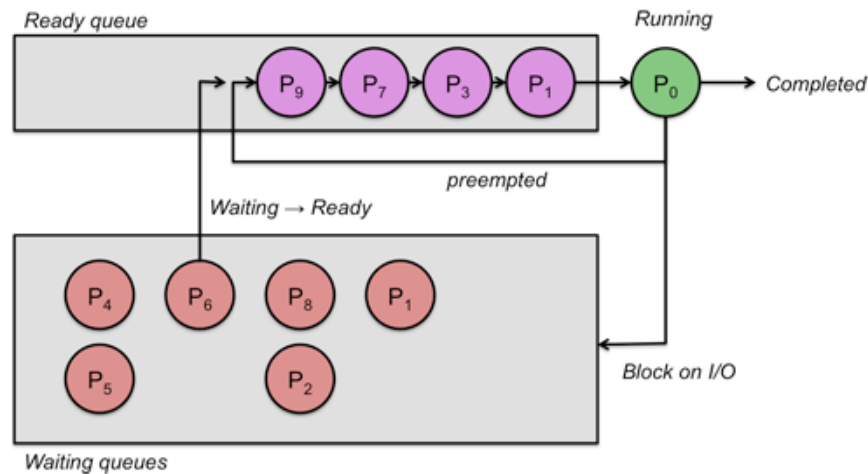 Ready queue
Running
P9 P7 P3 P1 P0 Completed
preempted
Waiting → Ready
P4 P6 P8 P1
P5 P2
Block on I/O
Waiting queues